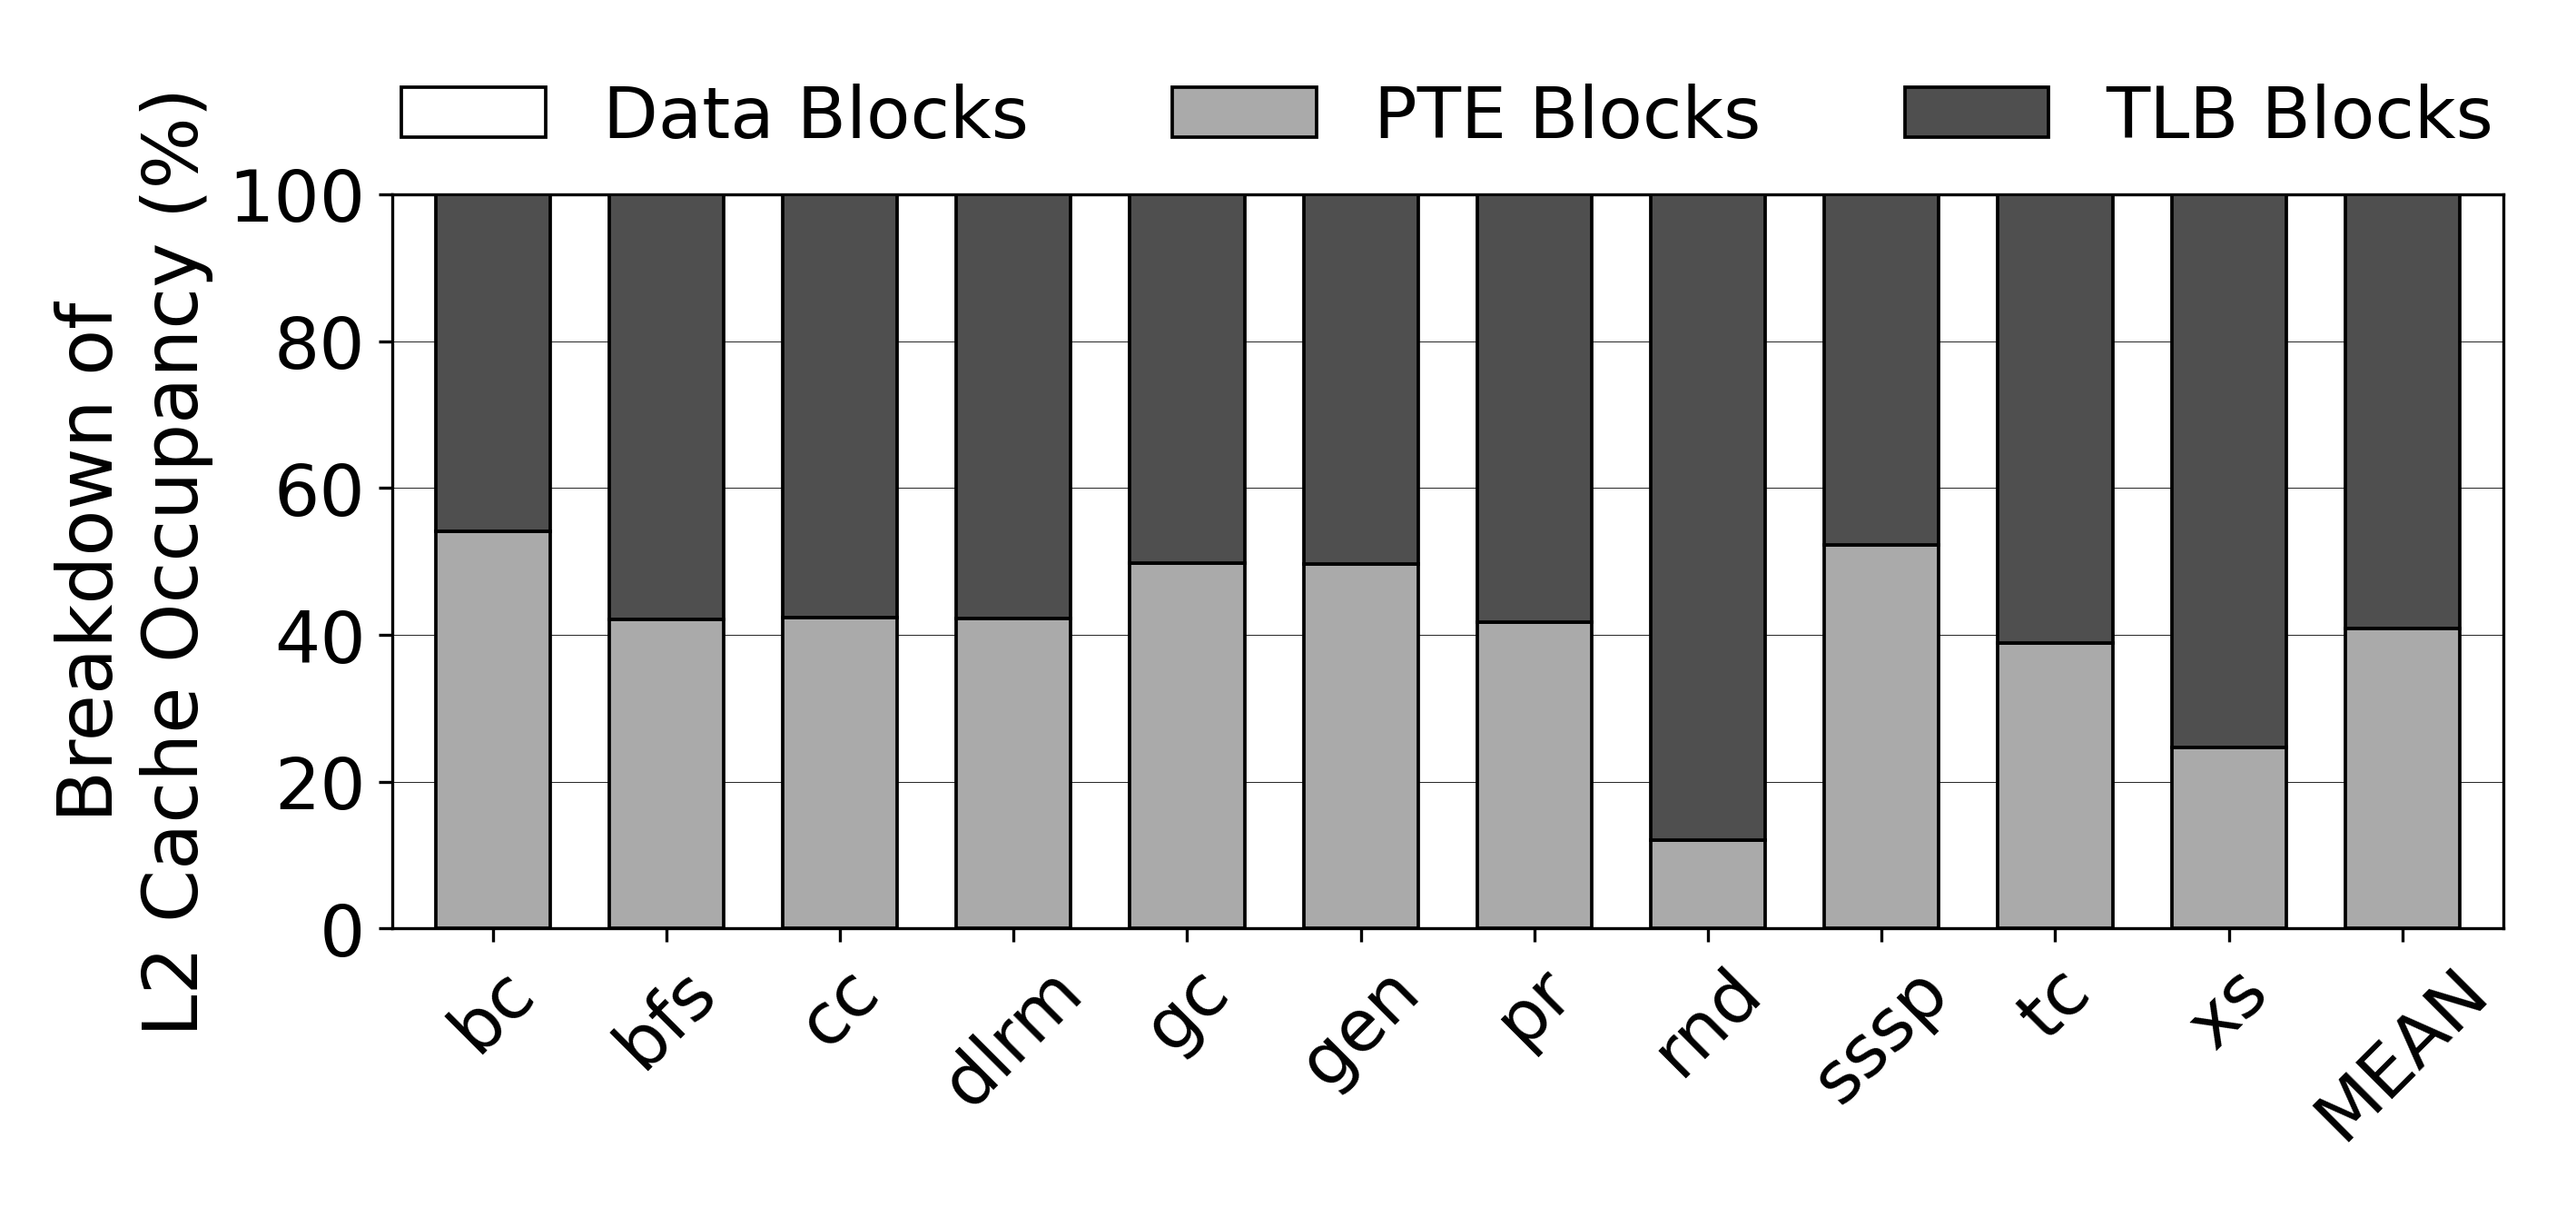 Data Blocks
PTE Blocks
TLB Blocks
Breakdown of
L2 Cache Occupancy (%)
100
80
60
40
20
0
bc
bfs
cc
dlrm
gc
gen
pr
rnd
sssp
tc
xs
MEAN